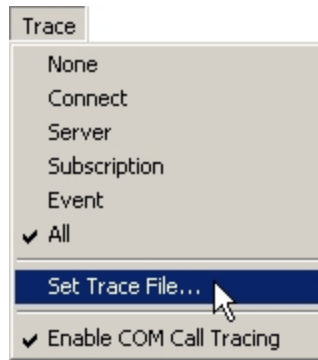 Trace
None
Connect
Server
Subscription
Event
All
Set Trace File...
Enable COM Call Tracing